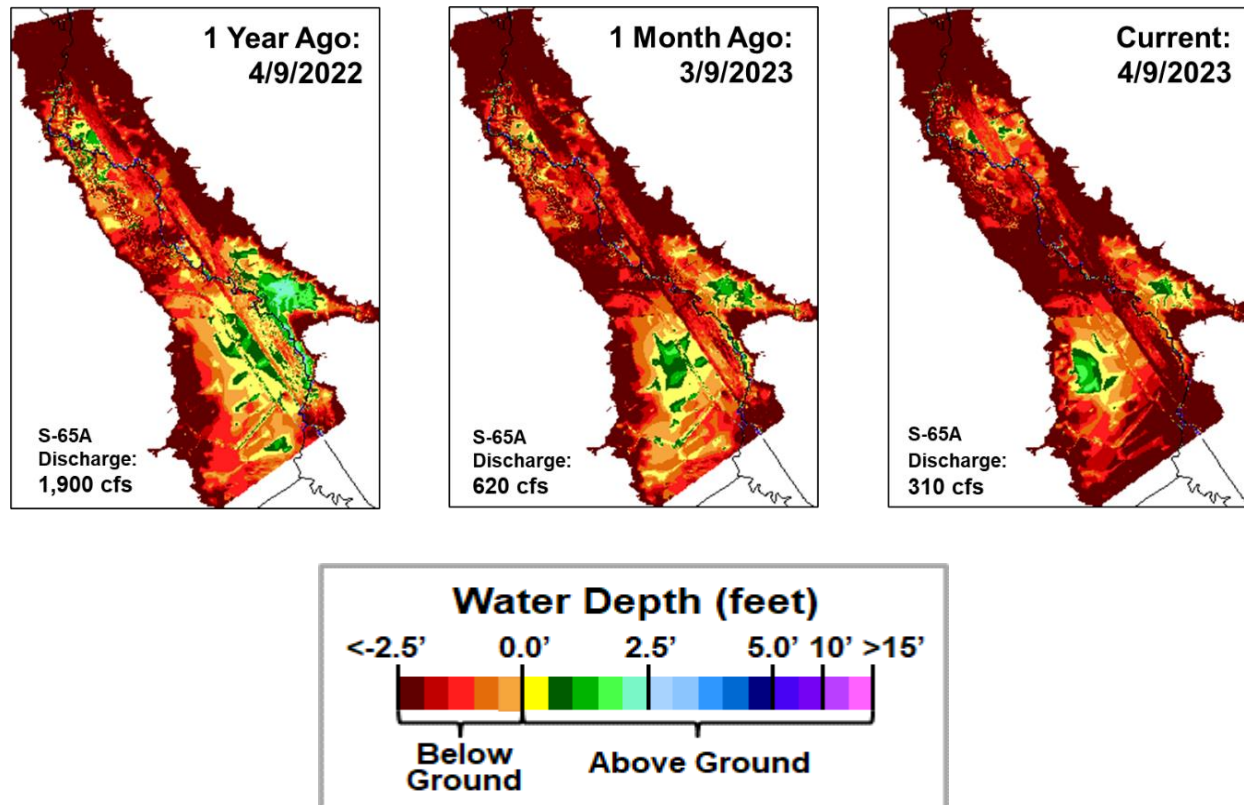 1 Year Ago:
4/9/2022
S-65A
Discharge:
1,900 cfs
1 Month Ago:
3/9/2023
S-65A
Discharge:
620 cfs
Current:
4/9/2023
S-65A
Discharge:
310 cfs
Water Depth (feet)
<-2.5’ 0.0’ 2.5’ 5.0’ 10’ >15’
Below
Ground
Above Ground